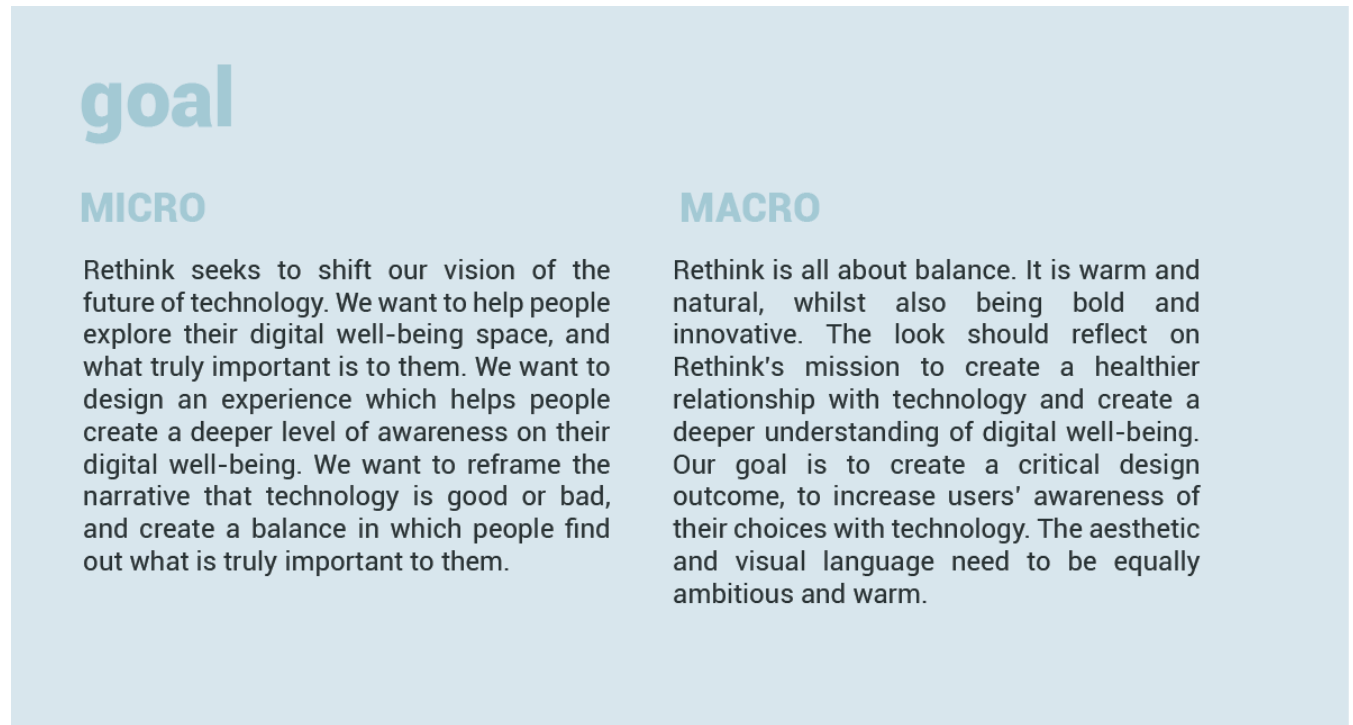 goal
MICRO
Rethink seeks to shift our vision of the
future of technology. We want to help people
explore their digital well-being space, and
what truly important is to them. We want to
design an experience which helps people
create a deeper level of awareness on their
digital well-being. We want to reframe the
narrative that technology is good or bad,
and create a balance in which people find
out what is truly important to them.
MACRO
Rethink is all about balance. It is warm and
natural, whilst also being bold and
innovative. The look should reflect on
Rethink's mission to create a healthier
relationship with technology and create a
deeper understanding of digital well-being.
Our goal is to create a critical design
outcome, to increase users' awareness of
their choices with technology. The aesthetic
and visual language need to be equally
ambitious and warm.